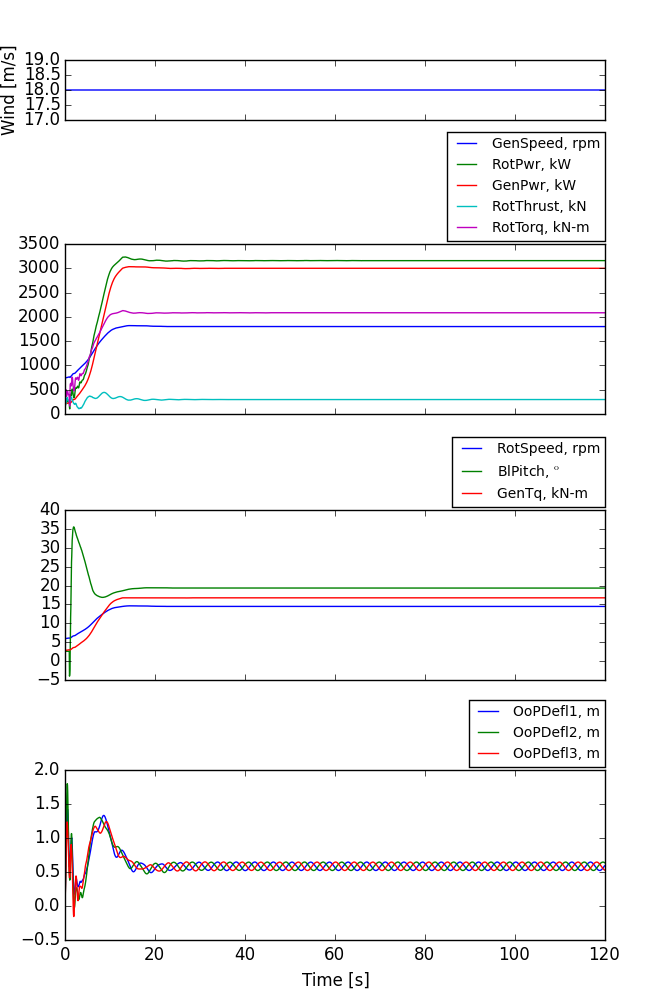 Wind [m/s]
19.0
18.5
18.0
17.5
17.0
GenSpeed, rpm
RotPwr, kW
GenPwr, kW
RotThrust, kN
RotTorq, kN-m
3500
3000
2500
2000
1500
1000
500
0
RotSpeed, rpm
BlPitch, °
GenTq, kN-m
40
35
30
25
20
15
10
5
0
−5
OoPDefl1, m
OoPDefl2, m
OoPDefl3, m
2.0
1.5
1.0
0.5
0.0
−0.5
0 20 40 60 80 100 120
Time [s]